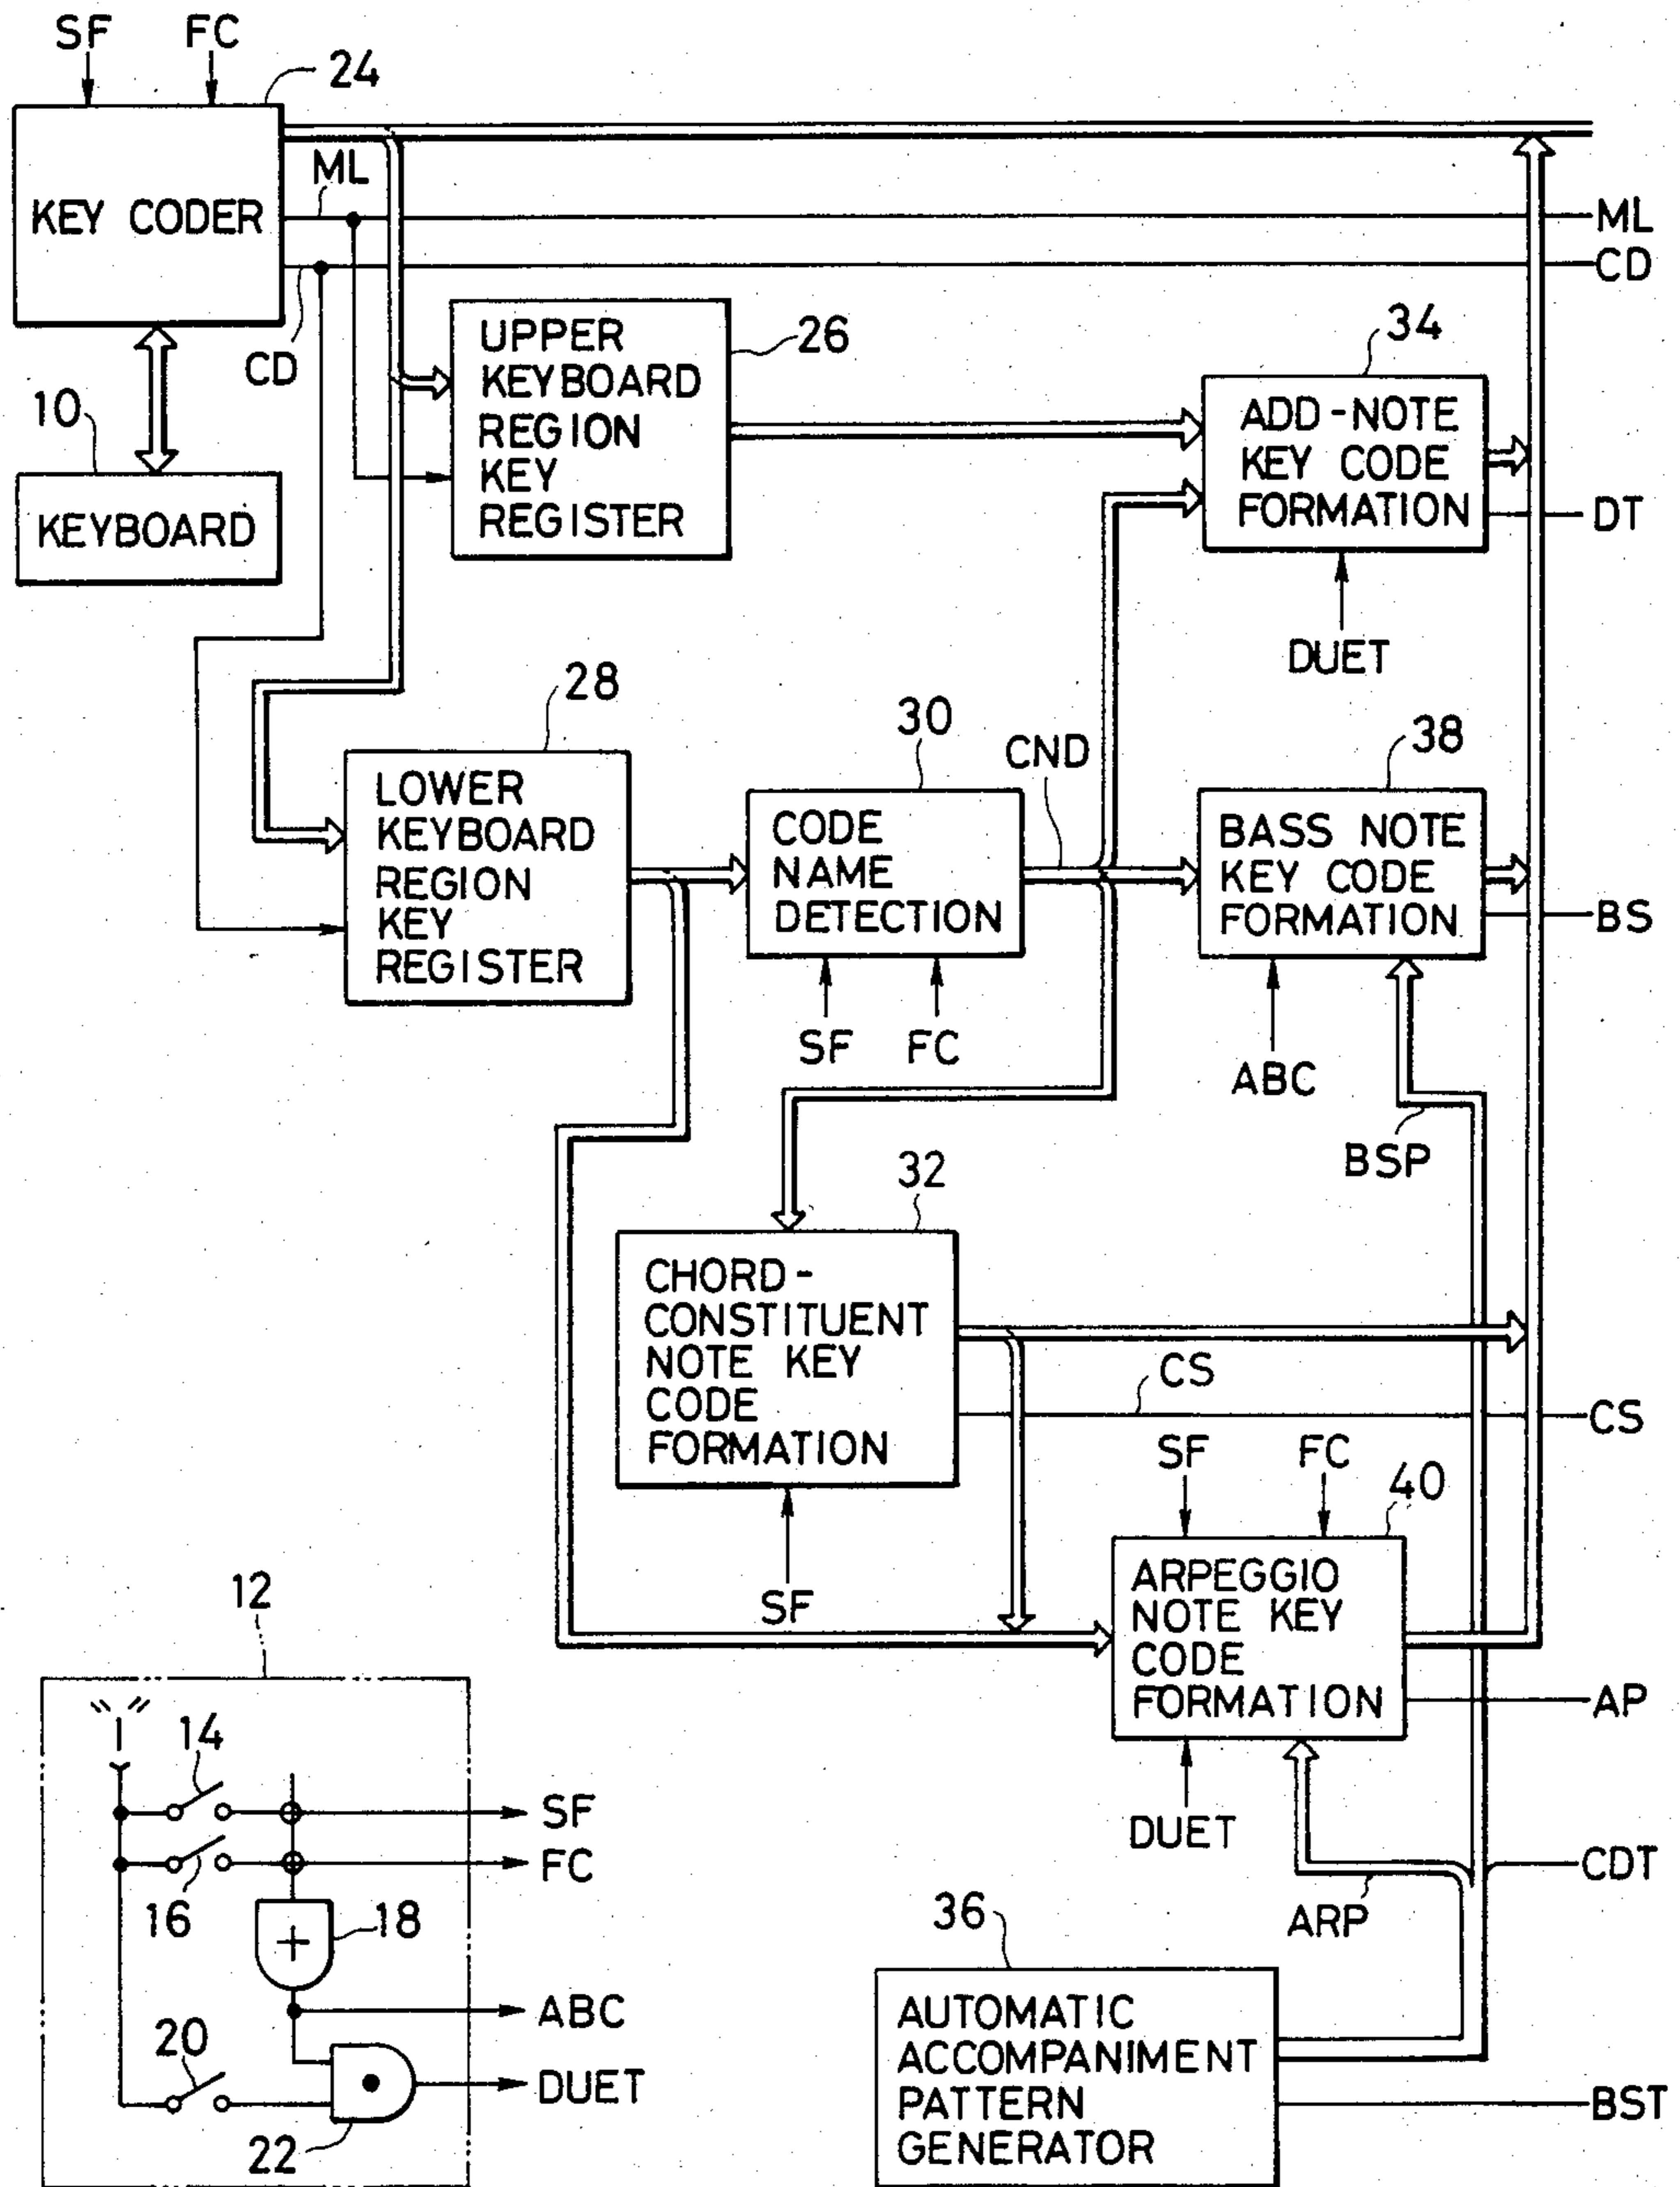 SF FC
24
KEY CODER
ML
ML
CD
CD
10
KEYBOARD
UPPER
KEYBOARD
REGION
KEY
REGISTER
26
34
ADD-NOTE
KEY CODE
FORMATION
DT
DUET
28
LOWER
KEYBOARD
REGION
KEY
REGISTER
30
CODE
NAME
DETECTION
SF FC
CND
38
BASS NOTE
KEY CODE
FORMATION
BS
ABC
BSP
32
CHORD-
CONSTITUENT
NOTE KEY
CODE
FORMATION
SF
CS
CS
SF FC
40
ARPEGGIO
NOTE KEY
CODE
FORMATION
AP
DUET
ARP
CDT
12
"1"
14
SF
16
FC
18
+
ABC
20
22
DUET
36
AUTOMATIC
ACCOMPANIMENT
PATTERN
GENERATOR
BST